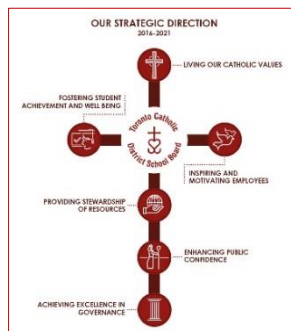 OUR STRATEGIC DIRECTION
2016-2021
LIVING OUR CATHOLIC VALUES
FOSTERING STUDENT
ACHIEVEMENT AND WELL BEING
Toronto Catholic
District School Board
INSPIRING AND
MOTIVATING EMPLOYEES
PROVIDING STEWARDSHIP
OF RESOURCES
ENHANCING PUBLIC
CONFIDENCE
ACHIEVING EXCELLENCE IN
GOVERNANCE